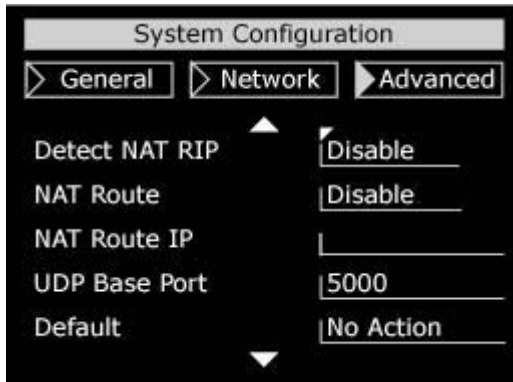 System Configuration
General Network Advanced
Detect NAT RIP Disable
NAT Route Disable
NAT Route IP
UDP Base Port 5000
Default No Action